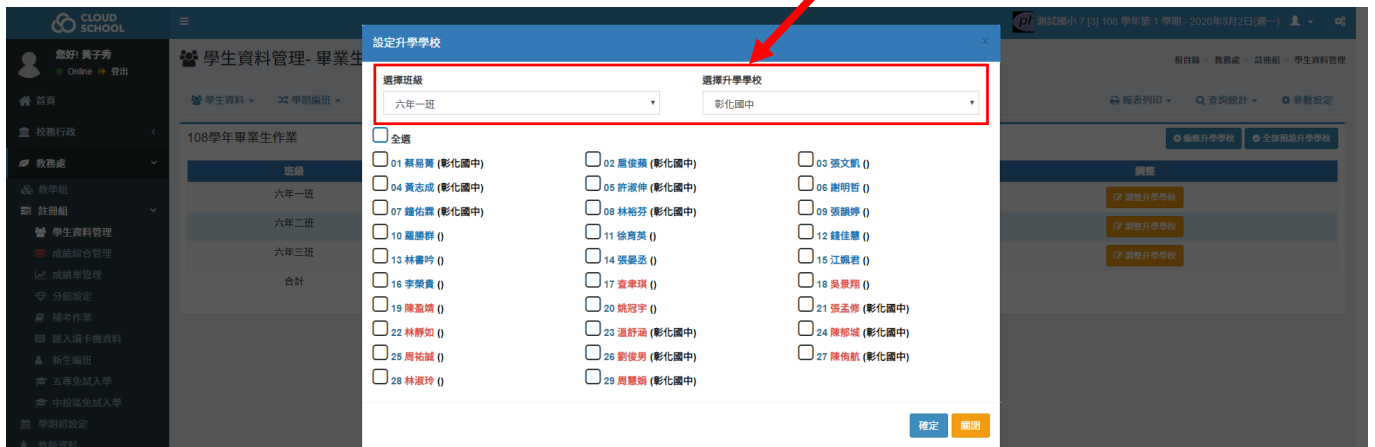 CLOUD
SCHOOL
測試國小 7 [3] 108 學年第 1 學期 - 2020年3月2日(週一)
您好! 黃子秀
Online 登出
學生資料管理- 畢業生
根目錄 教務處 註冊組 學生資料管理
首頁
學生資料
學期編班
報表列印
查詢統計
參數設定
校務行政
教務處
教學組
註冊組
學生資料管理
成績綜合管理
成績單管理
分組設定
補考作業
匯入讀卡機資料
新生編班
五專免試入學
中投區免試入學
學期初設定
教師資料
108學年畢業生作業
編修升學學校
全部預設升學學校
班級
調整
六年一班
調整升學學校
六年二班
調整升學學校
六年三班
調整升學學校
合計
設定升學學校
×
選擇班級
選擇升學學校
六年一班
彰化國中
全選
01 蔡易菁 (彰化國中)
02 扈俊蘋 (彰化國中)
03 張文凱 ()
04 黃志成 (彰化國中)
05 許淑伸 (彰化國中)
06 謝明哲 ()
07 鐘佑霖 (彰化國中)
08 林裕芬 (彰化國中)
09 張韻婷 ()
10 羅勝群 ()
11 徐育英 ()
12 錢佳慧 ()
13 林書吟 ()
14 張晏丞 ()
15 江姵君 ()
16 李榮貴 ()
17 查聿琪 ()
18 吳景翔 ()
19 陳盈靖 ()
20 姚冠宇 ()
21 張孟修 (彰化國中)
22 林靜如 ()
23 溫舒涵 (彰化國中)
24 陳郁城 (彰化國中)
25 周祐誠 ()
26 劉俊男 (彰化國中)
27 陳侑航 (彰化國中)
28 林淑玲 ()
29 周慧娟 (彰化國中)
確定
關閉